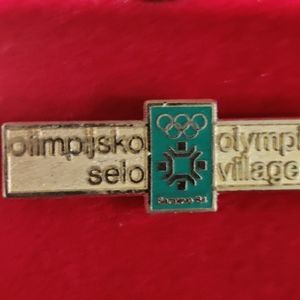 olimpijsko
selo
olympi
village
Sarajevo 84